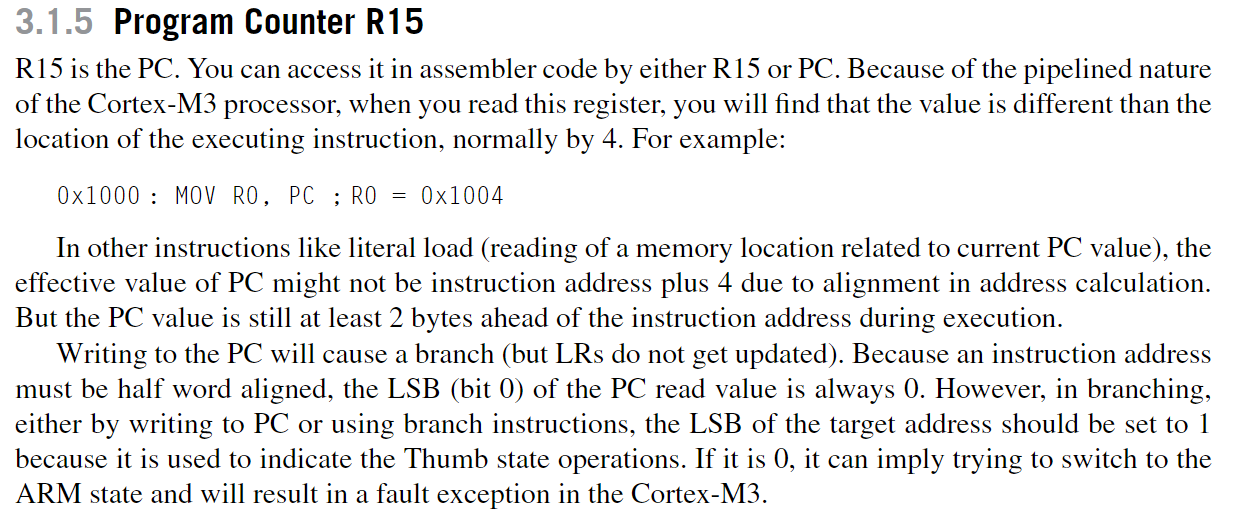 3.1.5 Program Counter R15
R15 is the PC. You can access it in assembler code by either R15 or PC. Because of the pipelined nature
of the Cortex-M3 processor, when you read this register, you will find that the value is different than the
location of the executing instruction, normally by 4. For example:
0x1000 : MOV R0, PC ; R0 = 0x1004
In other instructions like literal load (reading of a memory location related to current PC value), the
effective value of PC might not be instruction address plus 4 due to alignment in address calculation.
But the PC value is still at least 2 bytes ahead of the instruction address during execution.
Writing to the PC will cause a branch (but LRs do not get updated). Because an instruction address
must be half word aligned, the LSB (bit 0) of the PC read value is always 0. However, in branching,
either by writing to PC or using branch instructions, the LSB of the target address should be set to 1
because it is used to indicate the Thumb state operations. If it is 0, it can imply trying to switch to the
ARM state and will result in a fault exception in the Cortex-M3.